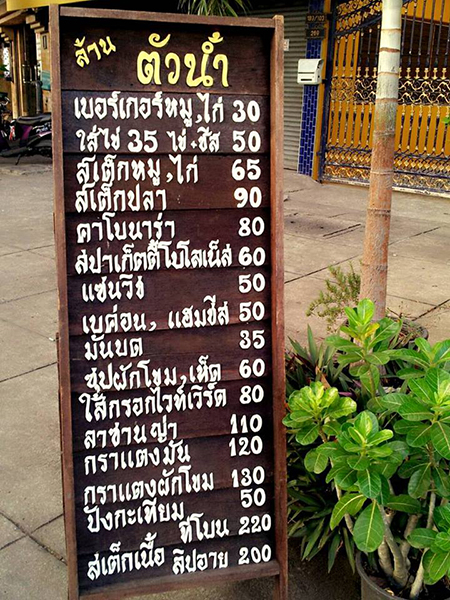 ล้าน ตัวน้ำ
เบอร์เกอร์หมู,ไก่ 30
ใส่ไข่ 35 ไข่+ชีส 50
สเต็กหมู,ไก่ 65
สเต็กปลา 90
คาโบนาร่า 80
สปาเก็ตตี้โบโลเน็ส 60
แซนวิช 50
เบค่อน, แฮมชีส 50
มันบด 35
ซุปผักโขม,เห็ด 60
ไส้กรอกไวท์เวิร์ด 80
ลาซานญ่า 110
กราแตงมัน 120
กราแตงผักโขม 130
ปังกะเทียม 50
ทีโบน 220
สเต็กเนื้อ ลิปอาย 200